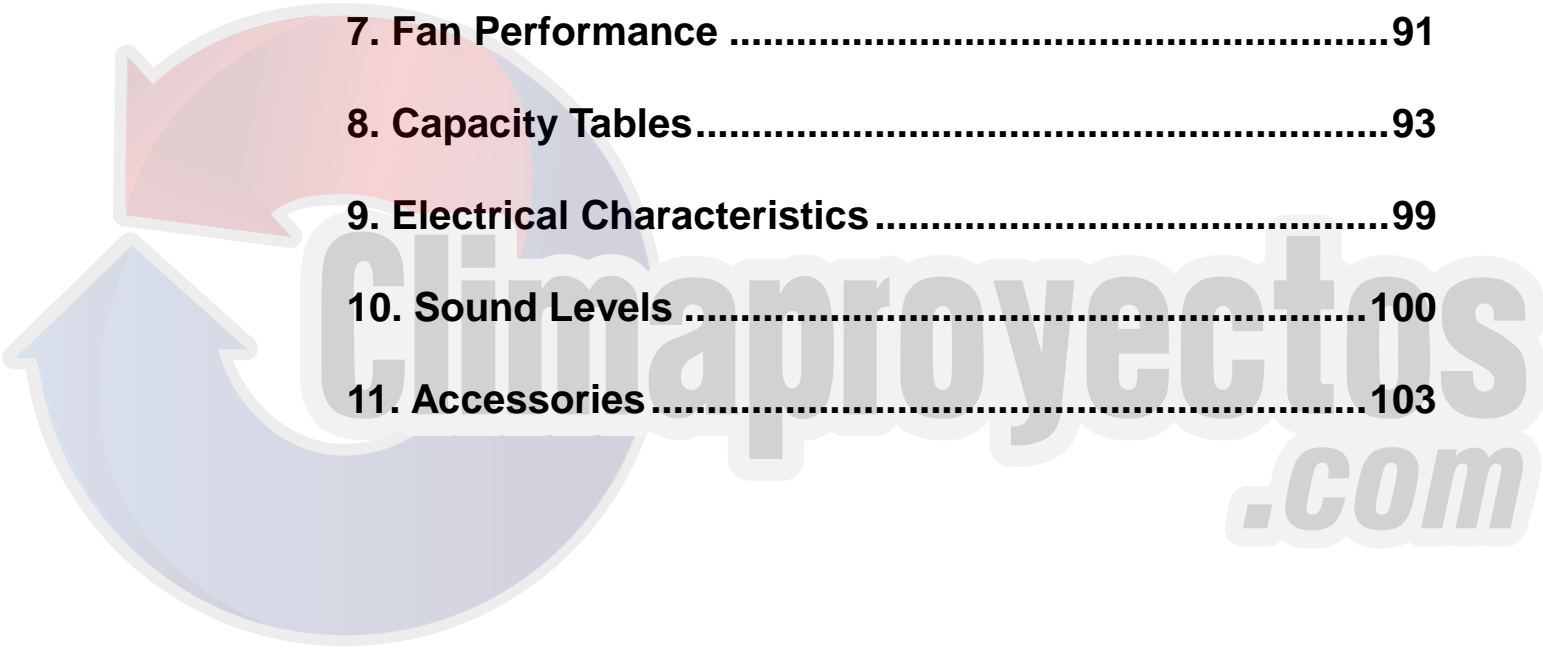 7. Fan Performance ...........................................................91
8. Capacity Tables..............................................................93
9. Electrical Characteristics ..............................................99
10. Sound Levels .............................................................100
11. Accessories ................................................................103
Climaproyectos
.com